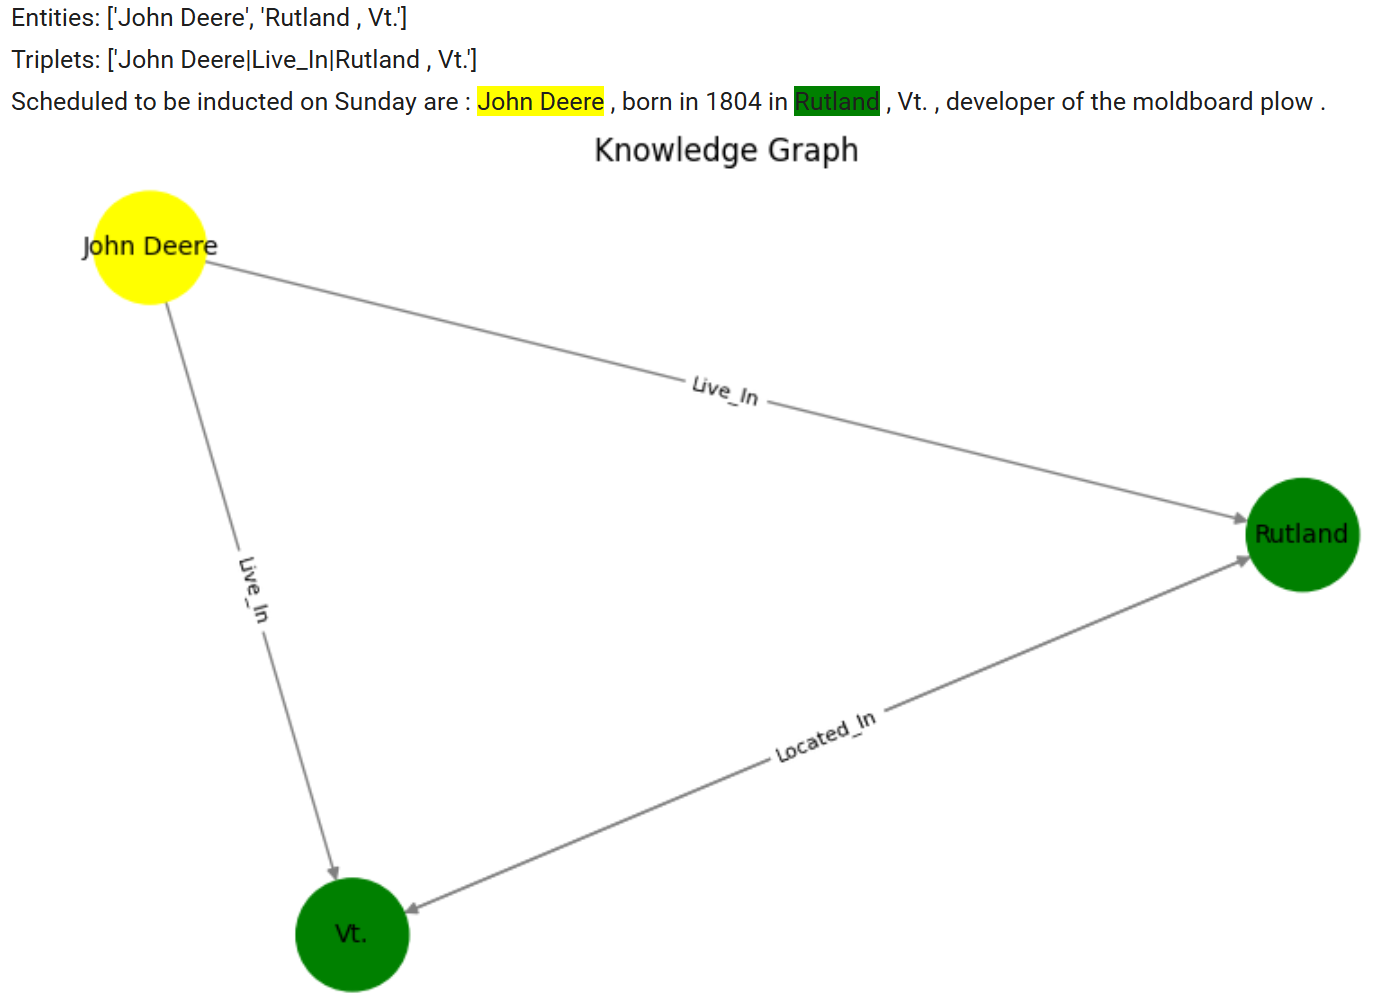 Entities: ['John Deere', 'Rutland , Vt.']
Triplets: ['John Deere|Live_In|Rutland , Vt.']
Scheduled to be inducted on Sunday are : John Deere , born in 1804 in Rutland , Vt. , developer of the moldboard plow .
Knowledge Graph
John Deere
Live_In
Rutland
Live_In
Located_In
Vt.